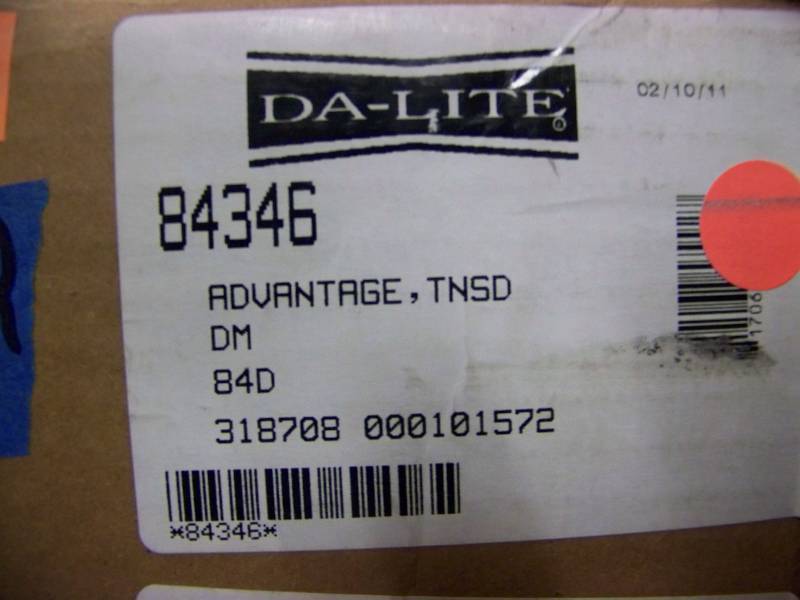 DA-LITE®
02/10/11
84346
ADVANTAGE,TNSD
DM
84D
318708 000101572
*84346*